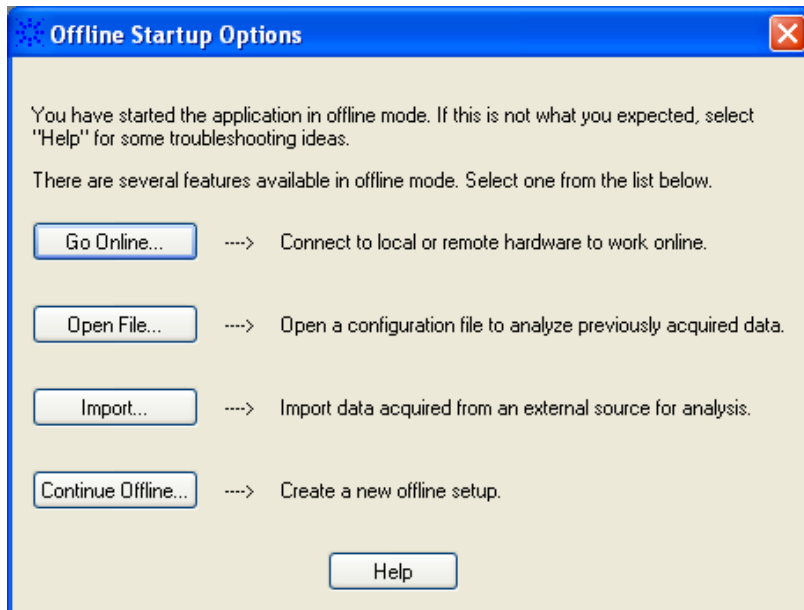 Offline Startup Options
You have started the application in offline mode. If this is not what you expected, select
"Help" for some troubleshooting ideas.
There are several features available in offline mode. Select one from the list below.
Go Online... ----> Connect to local or remote hardware to work online.
Open File... ----> Open a configuration file to analyze previously acquired data.
Import... ----> Import data acquired from an external source for analysis.
Continue Offline... ----> Create a new offline setup.
Help